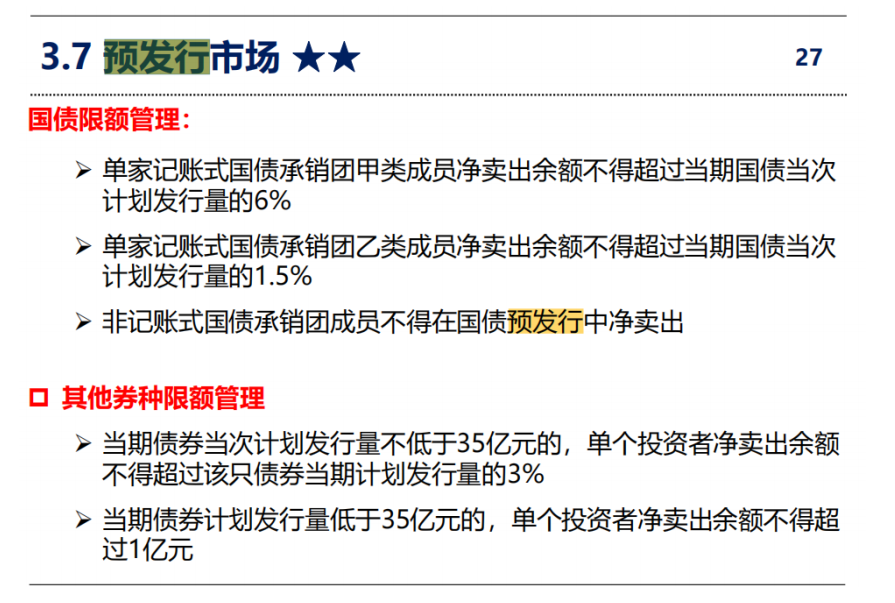 3.7 预发行市场 ★★
27
国债限额管理:
➢ 单家记账式国债承销团甲类成员净卖出余额不得超过当期国债当次
计划发行量的6%
➢ 单家记账式国债承销团乙类成员净卖出余额不得超过当期国债当次
计划发行量的1.5%
➢ 非记账式国债承销团成员不得在国债预发行中净卖出
其他券种限额管理
➢ 当期债券当次计划发行量不低于35亿元的，单个投资者净卖出余额
不得超过该只债券当期计划发行量的3%
➢ 当期债券计划发行量低于35亿元的，单个投资者净卖出余额不得超
过1亿元